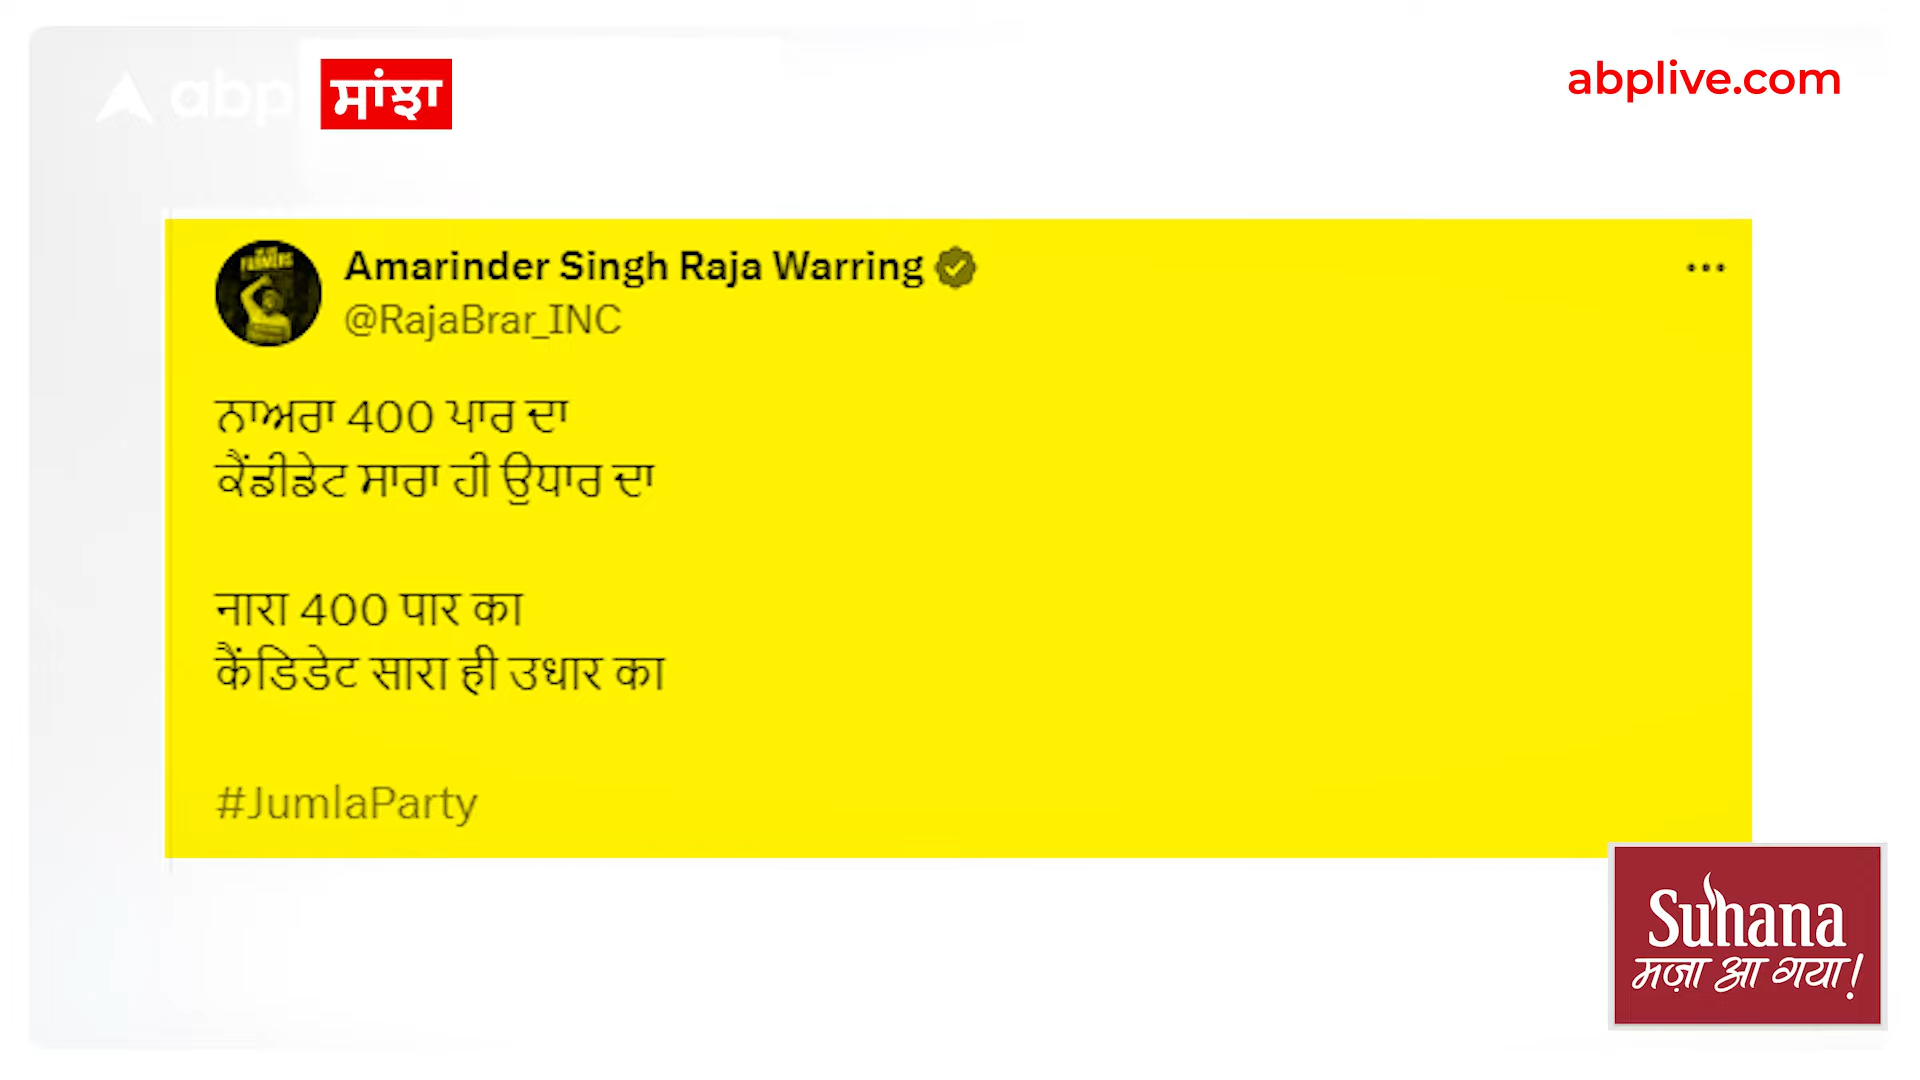 abp ਸਾਂਝਾ
abplive.com
Amarinder Singh Raja Warring
@RajaBrar_INC
ਨਾਅਰਾ 400 ਪਾਰ ਦਾ
ਕੈਂਡੀਡੇਟ ਸਾਰਾ ਹੀ ਉਧਾਰ ਦਾ
नारा 400 पार का
कैंडिडेट सारा ही उधार का
#JumlaParty
Suhana
मज़ा आ गया!